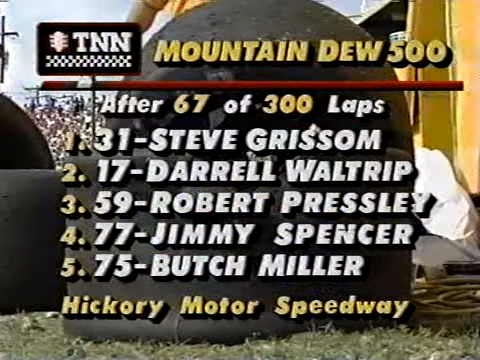 TNN MOUNTAIN DEW 500
After 67 of 300 Laps
1. 31-STEVE GRISSOM
2. 17-DARRELL WALTRIP
3. 59-ROBERT PRESSLEY
4. 77-JIMMY SPENCER
5. 75-BUTCH MILLER
Hickory Motor Speedway